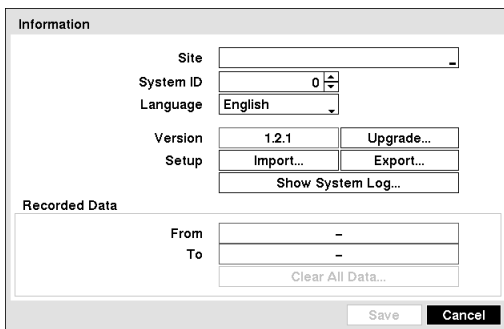 Information
Site
System ID 0
Language English
Version 1.2.1 Upgrade...
Setup Import... Export...
Show System Log...
Recorded Data
From –
To –
Clear All Data...
Save Cancel